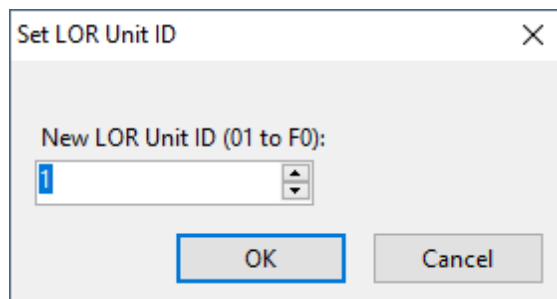 Set LOR Unit ID
New LOR Unit ID (01 to F0):
1
OK
Cancel